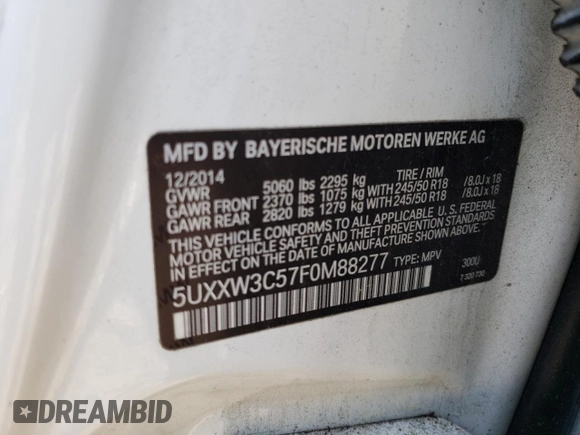 MFD BY BAYERISCHE MOTOREN WERKE AG
12/2014 TIRE / RIM
GVWR 5060 lbs 2295 kg
GAWR FRONT 2370 lbs 1075 kg WITH 245/50 R18 /8.0J x 18
GAWR REAR 2820 lbs 1279 kg WITH 245/50 R18 /8.0J x 18
THIS VEHICLE CONFORMS TO ALL APPLICABLE U.S. FEDERAL
MOTOR VEHICLE SAFETY, AND THEFT PREVENTION STANDARDS
IN EFFECT ON THE DATE OF MANUFACTURE SHOWN ABOVE.
5UXXW3C57F0M88277 TYPE: MPV 300U
7 320 730
DREAMBID